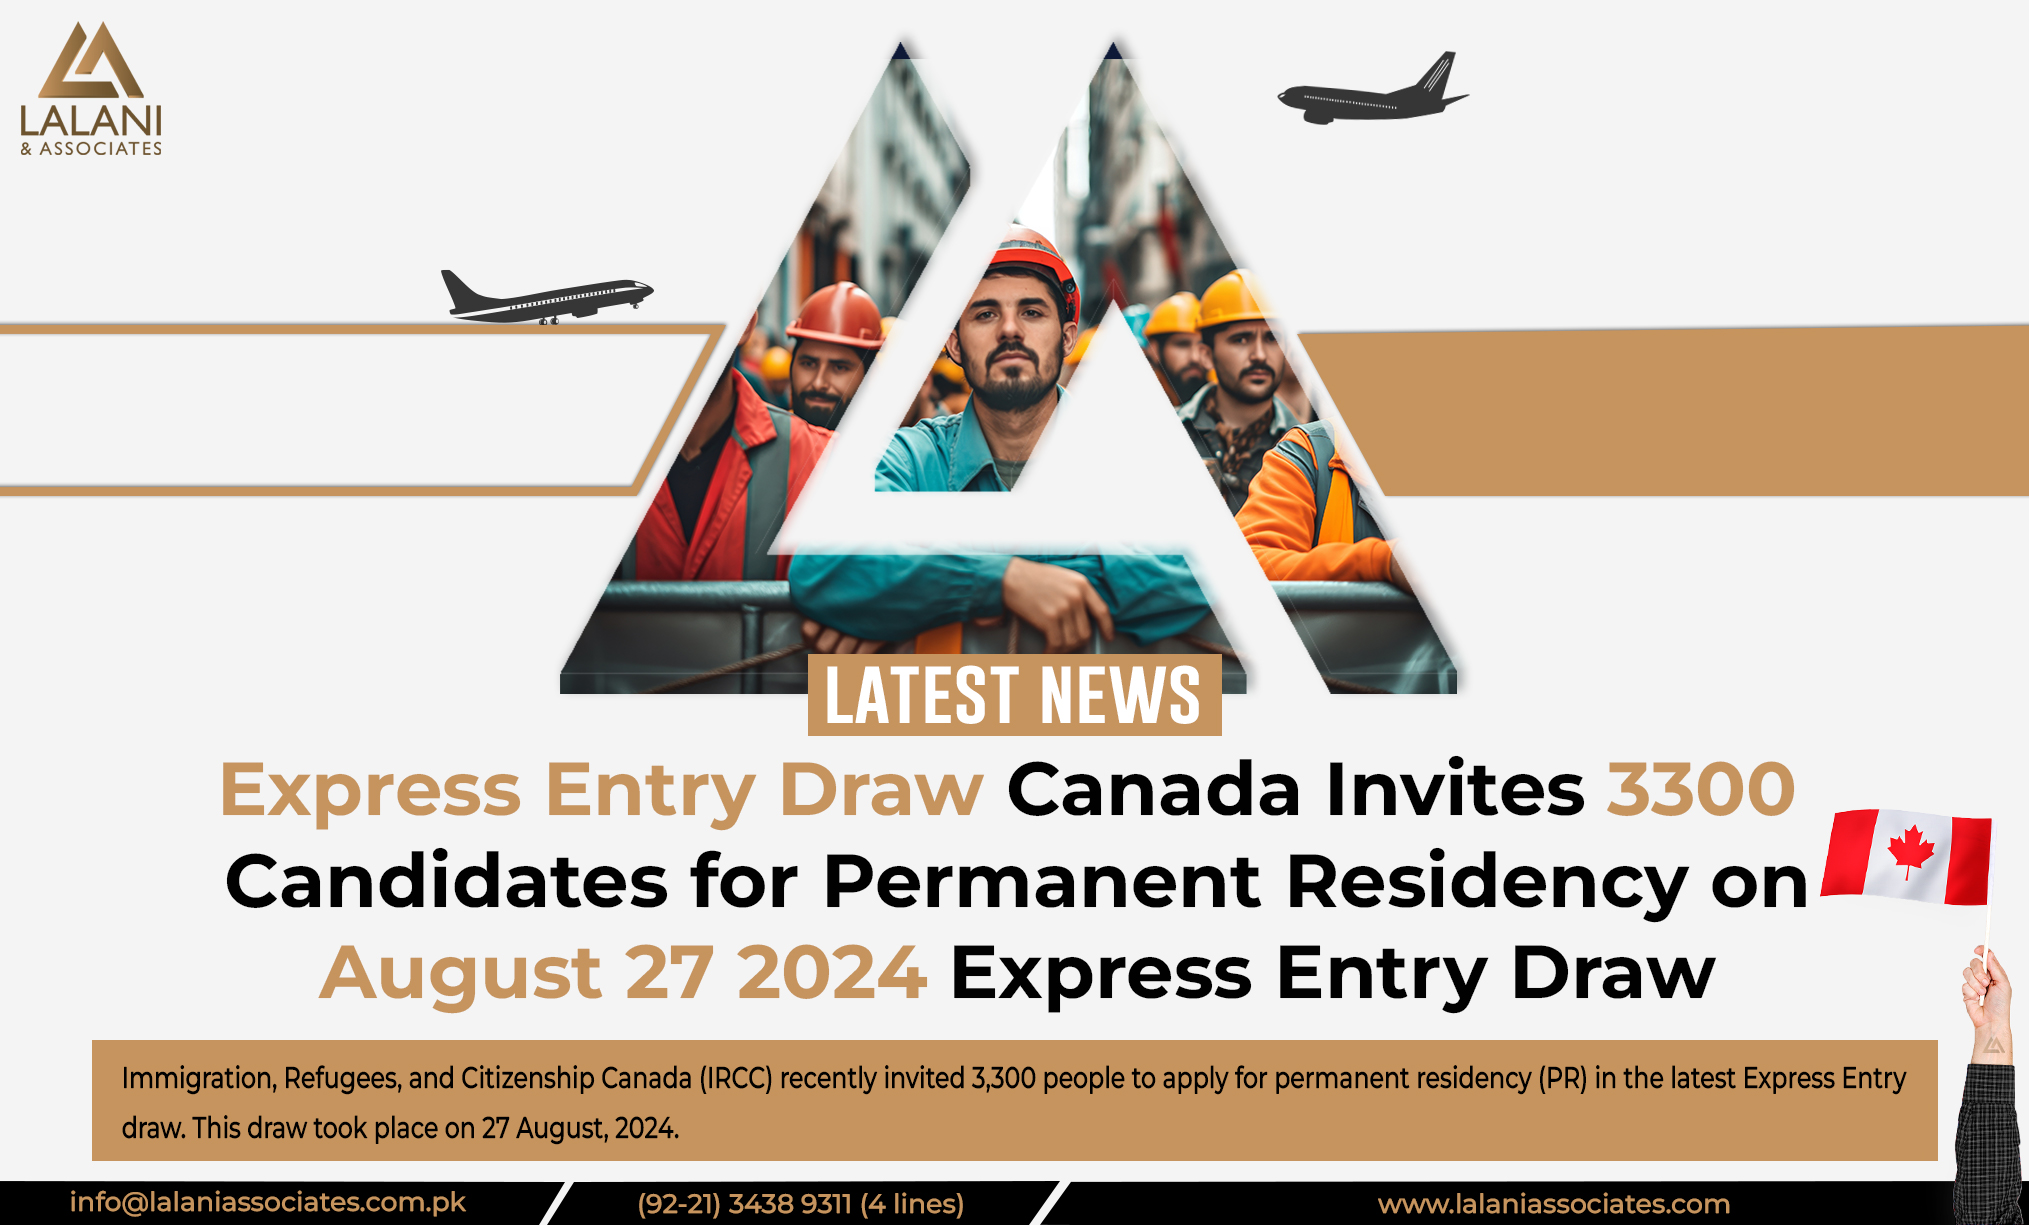 LALANI
& ASSOCIATES
LATEST NEWS
Express Entry Draw Canada Invites 3300
Candidates for Permanent Residency on
August 27 2024 Express Entry Draw
Immigration, Refugees, and Citizenship Canada (IRCC) recently invited 3,300 people to apply for permanent residency (PR) in the latest Express Entry
draw. This draw took place on 27 August, 2024.
info@lalaniassociates.com.pk
(92-21) 3438 9311 (4 lines)
www.lalaniassociates.com